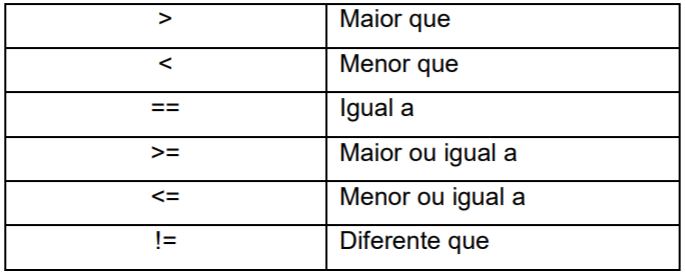 > Maior que
< Menor que
== Igual a
>= Maior ou igual a
<= Menor ou igual a
!= Diferente que